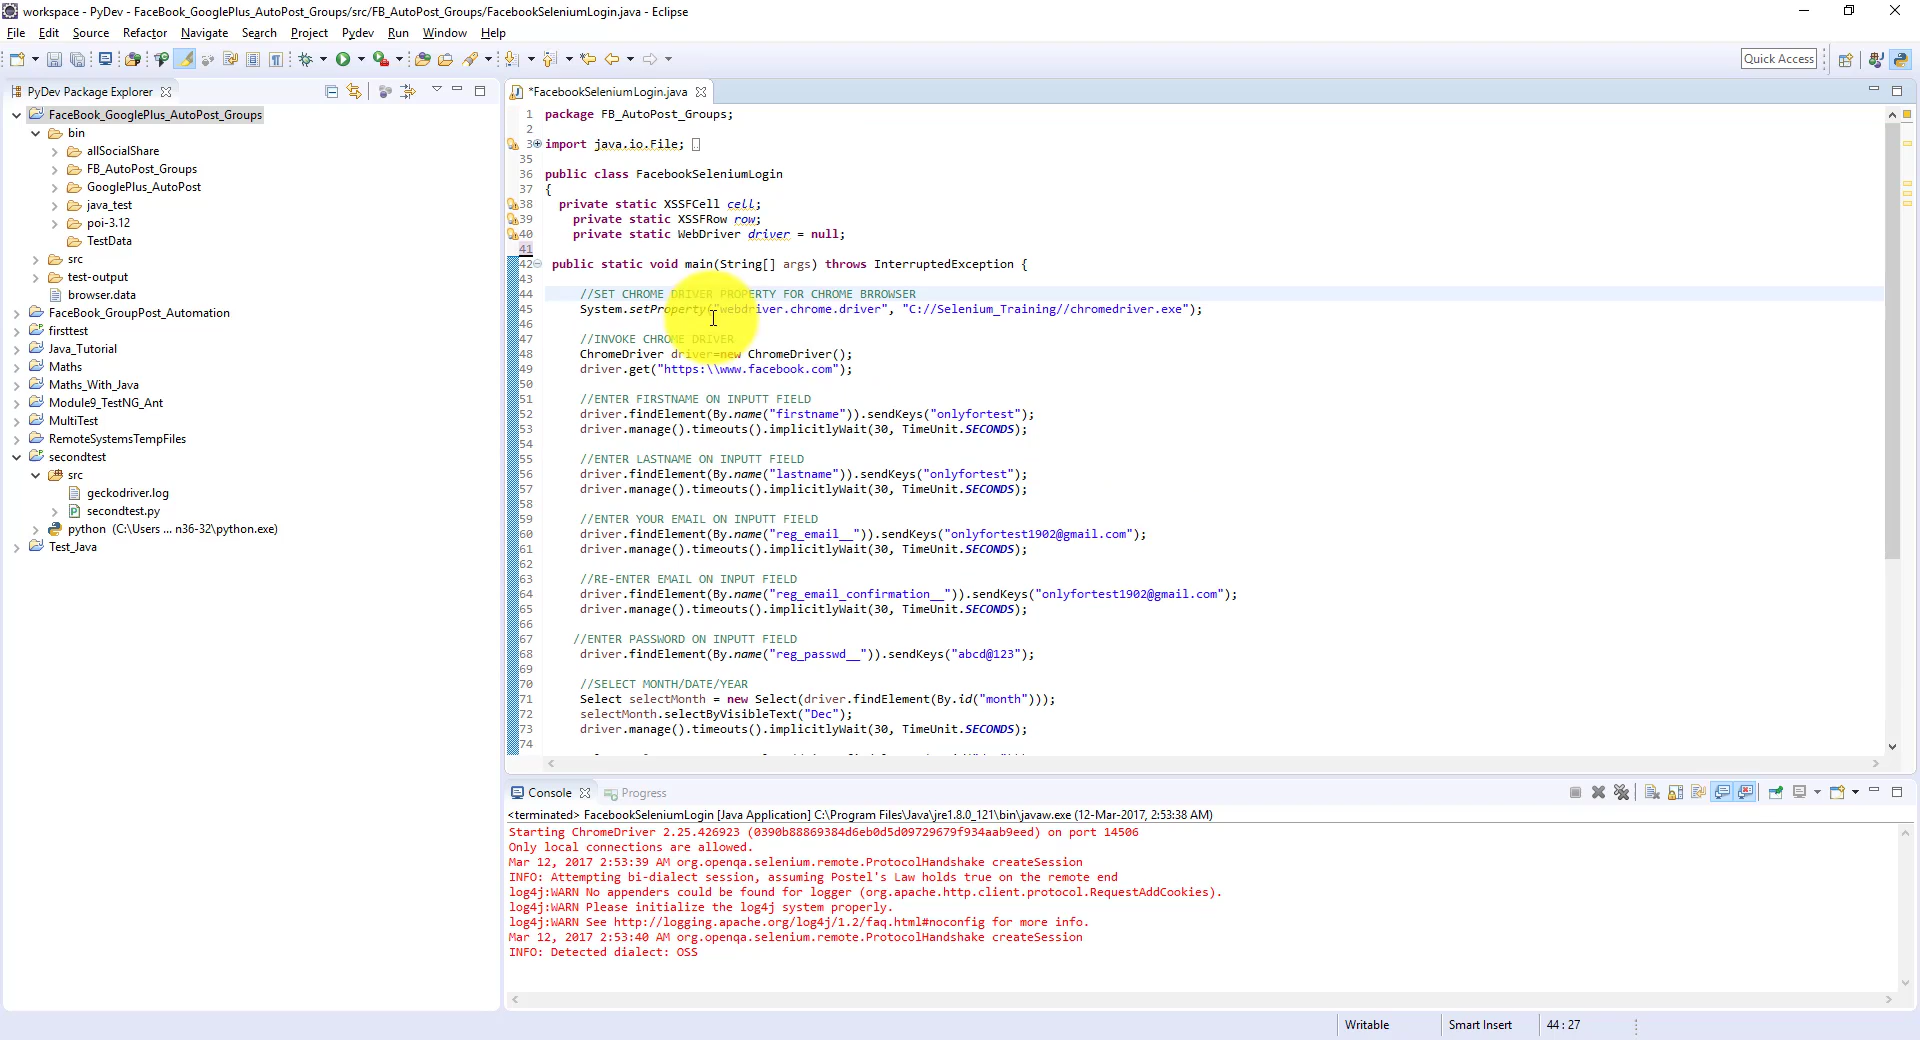 workspace - PyDev - FaceBook_GooglePlus_AutoPost_Groups/src/FB_AutoPost_Groups/FacebookSeleniumLogin.java - Eclipse
File Edit Source Refactor Navigate Search Project Pydev Run Window Help
Quick Access
PyDev Package Explorer
FaceBook_GooglePlus_AutoPost_Groups
bin
allSocialShare
FB_AutoPost_Groups
GooglePlus_AutoPost
java_test
poi-3.12
TestData
src
test-output
browser.data
FaceBook_GroupPost_Automation
firsttest
Java_Tutorial
Maths
Maths_With_Java
Module9_TestNG_Ant
MultiTest
RemoteSystemsTempFiles
secondtest
src
geckodriver.log
secondtest.py
python (C:\Users ... n36-32\python.exe)
Test_Java
*FacebookSeleniumLogin.java
1 package FB_AutoPost_Groups;
2
3 import java.io.File;
35
36 public class FacebookSeleniumLogin
37 {
38 private static XSSFCell cell;
39 private static XSSFRow row;
40 private static WebDriver driver = null;
41
42 public static void main(String[] args) throws InterruptedException {
43
44 //SET CHROME DRIVER PROPERTY FOR CHROME BRROWSER
45 System.setProperty("webdriver.chrome.driver", "C://Selenium_Training//chromedriver.exe");
46
47 //INVOKE CHROME DRIVER
48 ChromeDriver driver=new ChromeDriver();
49 driver.get("https:\\www.facebook.com");
50
51 //ENTER FIRSTNAME ON INPUTT FIELD
52 driver.findElement(By.name("firstname")).sendKeys("onlyfortest");
53 driver.manage().timeouts().implicitlyWait(30, TimeUnit.SECONDS);
54
55 //ENTER LASTNAME ON INPUTT FIELD
56 driver.findElement(By.name("lastname")).sendKeys("onlyfortest");
57 driver.manage().timeouts().implicitlyWait(30, TimeUnit.SECONDS);
58
59 //ENTER YOUR EMAIL ON INPUTT FIELD
60 driver.findElement(By.name("reg_email__")).sendKeys("onlyfortest1902@gmail.com");
61 driver.manage().timeouts().implicitlyWait(30, TimeUnit.SECONDS);
62
63 //RE-ENTER EMAIL ON INPUT FIELD
64 driver.findElement(By.name("reg_email_confirmation__")).sendKeys("onlyfortest1902@gmail.com");
65 driver.manage().timeouts().implicitlyWait(30, TimeUnit.SECONDS);
66
67 //ENTER PASSWORD ON INPUTT FIELD
68 driver.findElement(By.name("reg_passwd__")).sendKeys("abcd@123");
69
70 //SELECT MONTH/DATE/YEAR
71 Select selectMonth = new Select(driver.findElement(By.id("month")));
72 selectMonth.selectByVisibleText("Dec");
73 driver.manage().timeouts().implicitlyWait(30, TimeUnit.SECONDS);
74
Console Progress
<terminated> FacebookSeleniumLogin [Java Application] C:\Program Files\Java\jre1.8.0_121\bin\javaw.exe (12-Mar-2017, 2:53:38 AM)
Starting ChromeDriver 2.25.426923 (0390b88869384d6eb0d5d09729679f934aab9eed) on port 14506
Only local connections are allowed.
Mar 12, 2017 2:53:39 AM org.openqa.selenium.remote.ProtocolHandshake createSession
INFO: Attempting bi-dialect session, assuming Postel's Law holds true on the remote end
log4j:WARN No appenders could be found for logger (org.apache.http.client.protocol.RequestAddCookies).
log4j:WARN Please initialize the log4j system properly.
log4j:WARN See http://logging.apache.org/log4j/1.2/faq.html#noconfig for more info.
Mar 12, 2017 2:53:40 AM org.openqa.selenium.remote.ProtocolHandshake createSession
INFO: Detected dialect: OSS
Writable Smart Insert 44 : 27